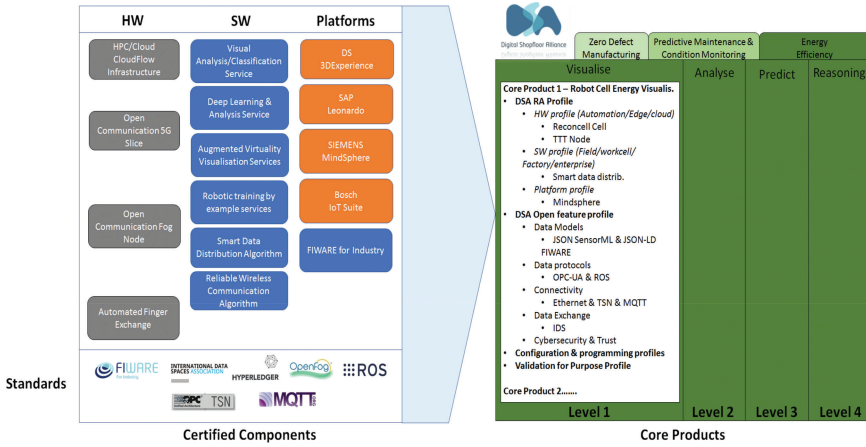 HW
SW
Platforms
HPC/Cloud
CloudFlow
Infrastructure
Open
Communication 5G
Slice
Open
Communication Fog
Node
Automated Finger
Exchange
Visual
Analysis/Classification
Service
Deep Learning &
Analysis Service
Augmented Virtuality
Visualisation Services
Robotic training by
example services
Smart Data
Distribution Algorithm
Reliable Wireless
Communication
Algorithm
DS
3DExperience
SAP
Leonardo
SIEMENS
MindSphere
Bosch
IoT Suite
FIWARE for Industry
Standards
FIWARE
INTERNATIONAL DATA
SPACES ASSOCIATION
HYPERLEDGER
OpenFog
ROS
OPC
TSN
MQTT
.ORG
Certified Components
Digital Shopfloor Alliance
Zero Defect
Manufacturing
Predictive Maintenance &
Condition Monitoring
Energy
Efficiency
Visualise
Analyse
Predict
Reasoning
Core Product 1 – Robot Cell Energy Visualis.
• DSA RA Profile
• HW profile (Automation/Edge/cloud)
• Reconcell Cell
• TTT Node
• SW profile (Field/workcell/
Factory/enterprise)
• Smart data distrib.
• Platform profile
• Mindsphere
• DSA Open feature profile
• Data Models
• JSON SensorML & JSON-LD
FIWARE
• Data protocols
• OPC-UA & ROS
• Connectivity
• Ethernet & TSN & MQTT
• Data Exchange
• IDS
• Cybersecurity & Trust
• Configuration & programming profiles
• Validation for Purpose Profile
Core Product 2.......
Level 1
Level 2
Level 3
Level 4
Core Products